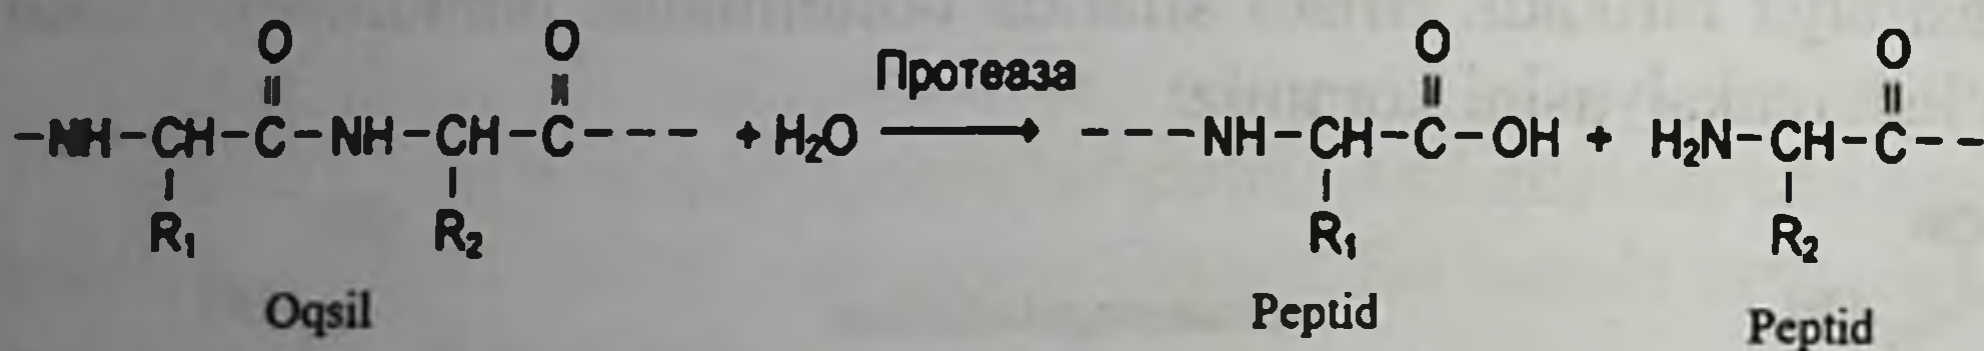 O O O O
Протеаза
-NH-CH-C-NH-CH-C---- +H₂O → ----NH-CH-C-OH + H₂N-CH-C--
R₁ R₂ R₁ R₂
Oqsil Peptid Peptid